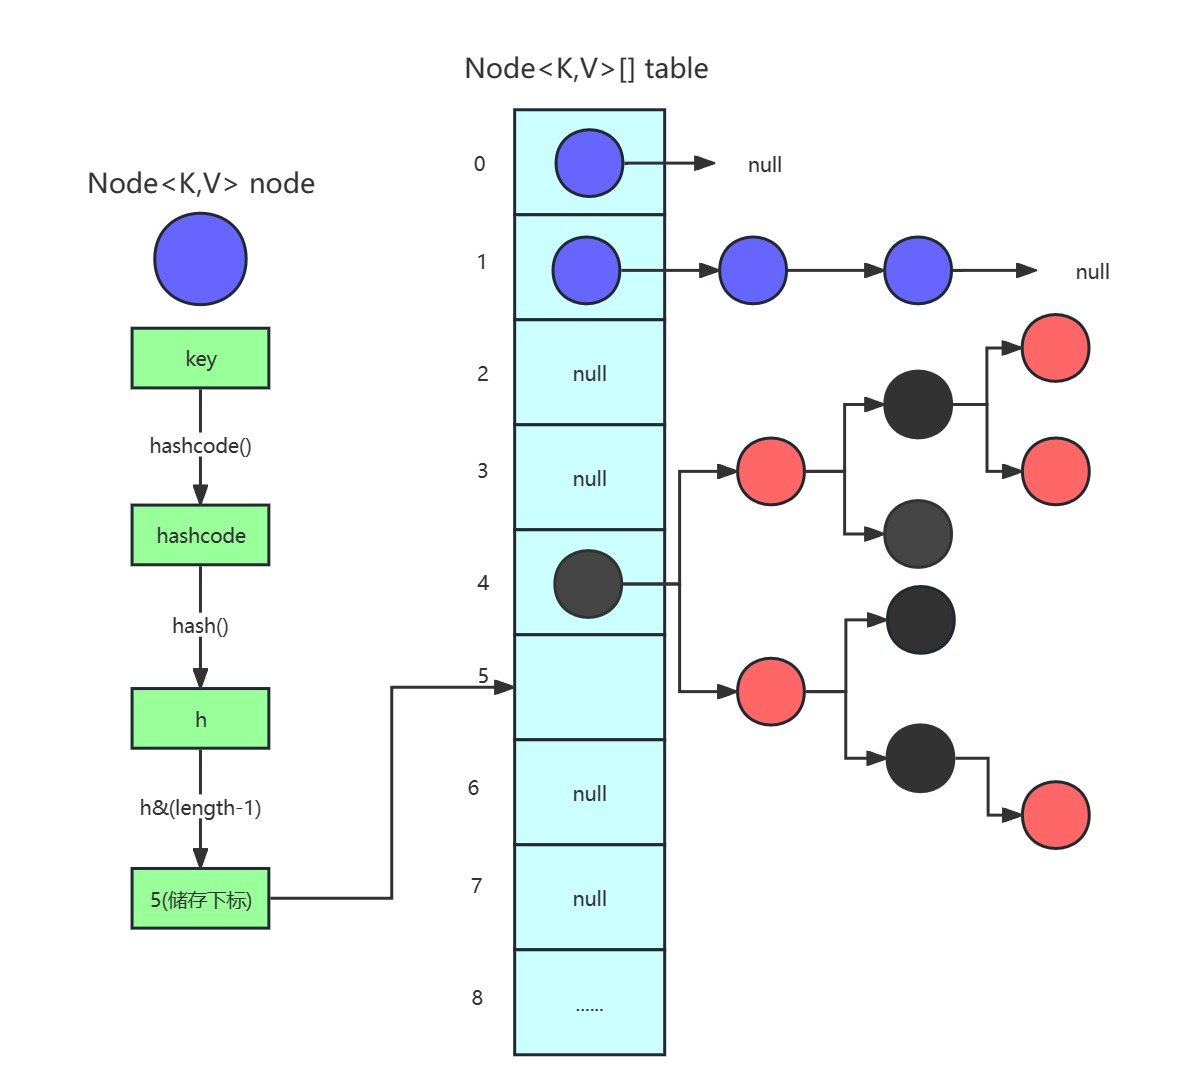 Node<K,V>[] table
Node<K,V> node
key
hashcode()
hashcode
hash()
h
h&(length-1)
5(储存下标)
0
null
1
null
2
null
3
null
4
5
6
null
7
null
8
......